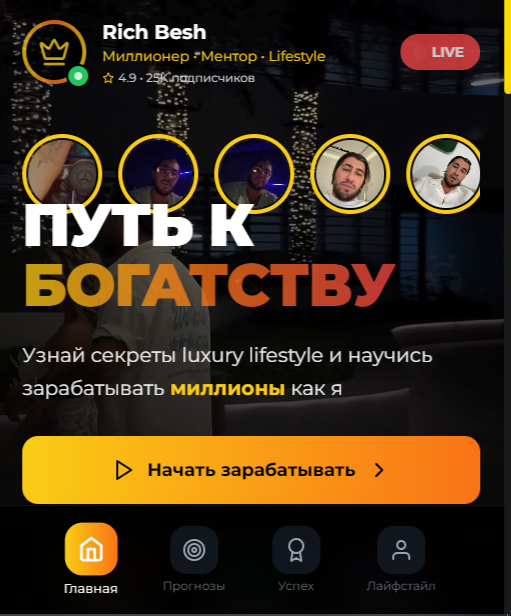 Rich Besh
Миллионер • Ментор • Lifestyle
4.9 • 25K подписчиков
LIVE
ПУТЬ К
БОГАТСТВУ
Узнай секреты luxury lifestyle и научись
зарабатывать миллионы как я
Начать зарабатывать
Главная
Прогнозы
Успех
Лайфстайл